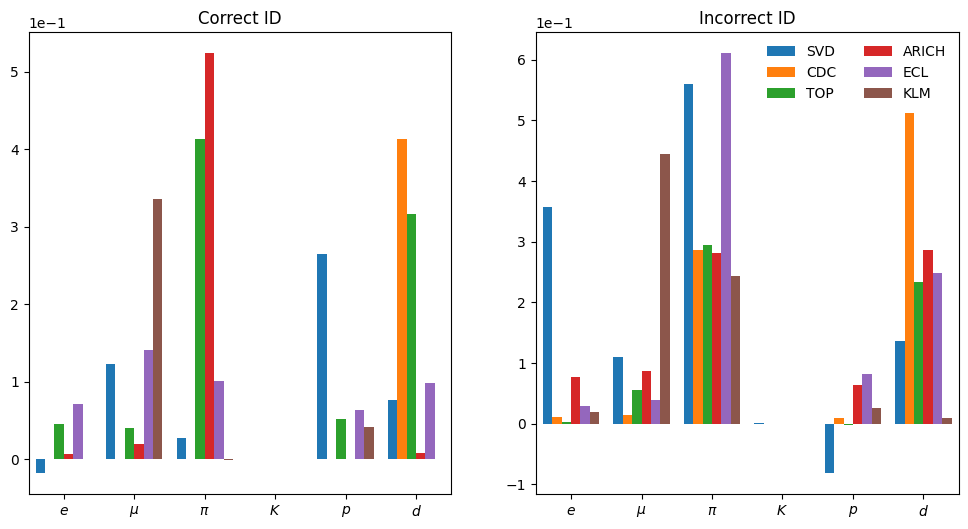 Correct ID
1e−1
5
4
3
2
1
0
e μ π K p d
Incorrect ID
1e−1
6
5
4
3
2
1
0
−1
e μ π K p d
SVD ARICH
CDC ECL
TOP KLM